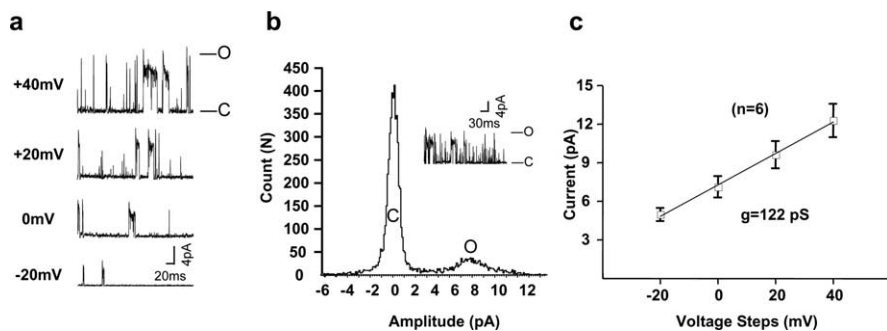 a
+40mV
O
C
+20mV
0mV
4pA
20ms
-20mV
b
450
400
350
300
250
200
150
100
50
0
Count (N)
-6 -4 -2 0 2 4 6 8 10 12
Amplitude (pA)
C
O
30ms
4pA
O
C
c
15
12
9
6
3
Current (pA)
(n=6)
g=122 pS
-20 0 20 40
Voltage Steps (mV)